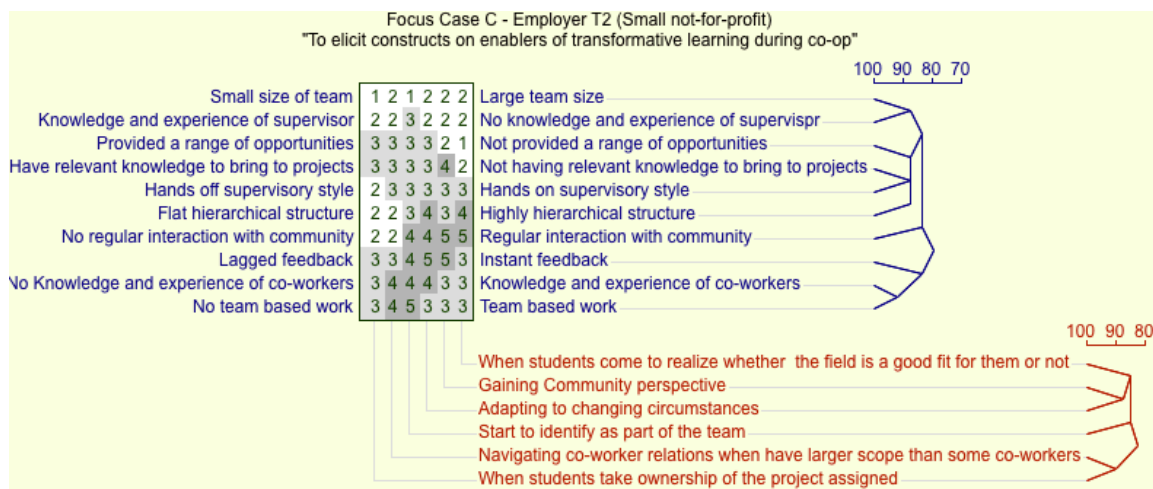 Focus Case C - Employer T2 (Small not-for-profit)
"To elicit constructs on enablers of transformative learning during co-op"
100 90 80 70
Small size of team 1 2 1 2 2 2 Large team size
Knowledge and experience of supervisor 2 2 3 2 2 2 No knowledge and experience of supervispr
Provided a range of opportunities 3 3 3 3 2 1 Not provided a range of opportunities
Have relevant knowledge to bring to projects 3 3 3 3 4 2 Not having relevant knowledge to bring to projects
Hands off supervisory style 2 3 3 3 3 3 Hands on supervisory style
Flat hierarchical structure 2 2 3 4 3 4 Highly hierarchical structure
No regular interaction with community 2 2 4 4 5 5 Regular interaction with community
Lagged feedback 3 3 4 5 5 3 Instant feedback
No Knowledge and experience of co-workers 3 4 4 4 3 3 Knowledge and experience of co-workers
No team based work 3 4 5 3 3 3 Team based work
100 90 80
When students come to realize whether the field is a good fit for them or not
Gaining Community perspective
Adapting to changing circumstances
Start to identify as part of the team
Navigating co-worker relations when have larger scope than some co-workers
When students take ownership of the project assigned